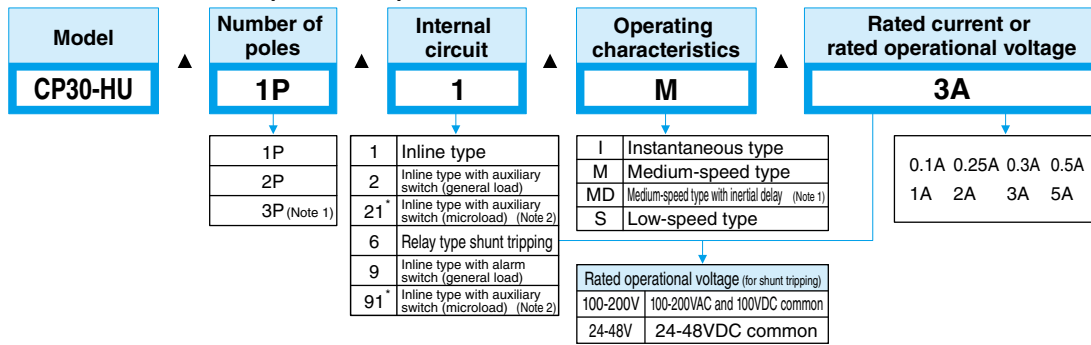 Model
Number of
poles
Internal
circuit
Operating
characteristics
Rated current or
rated operational voltage
CP30-HU ▲ 1P ▲ 1 ▲ M ▲ 3A
1P
2P
3P (Note 1)
1 Inline type
2 Inline type with auxiliary
switch (general load)
21* Inline type with auxiliary
switch (microload) (Note 2)
6 Relay type shunt tripping
9 Inline type with alarm
switch (general load)
91* Inline type with auxiliary
switch (microload) (Note 2)
I Instantaneous type
M Medium-speed type
MD Medium-speed type with inertial delay (Note 1)
S Low-speed type
Rated operational voltage (for shunt tripping)
100-200V 100-200VAC and 100VDC common
24-48V 24-48VDC common
0.1A 0.25A 0.3A 0.5A
1A 2A 3A 5A